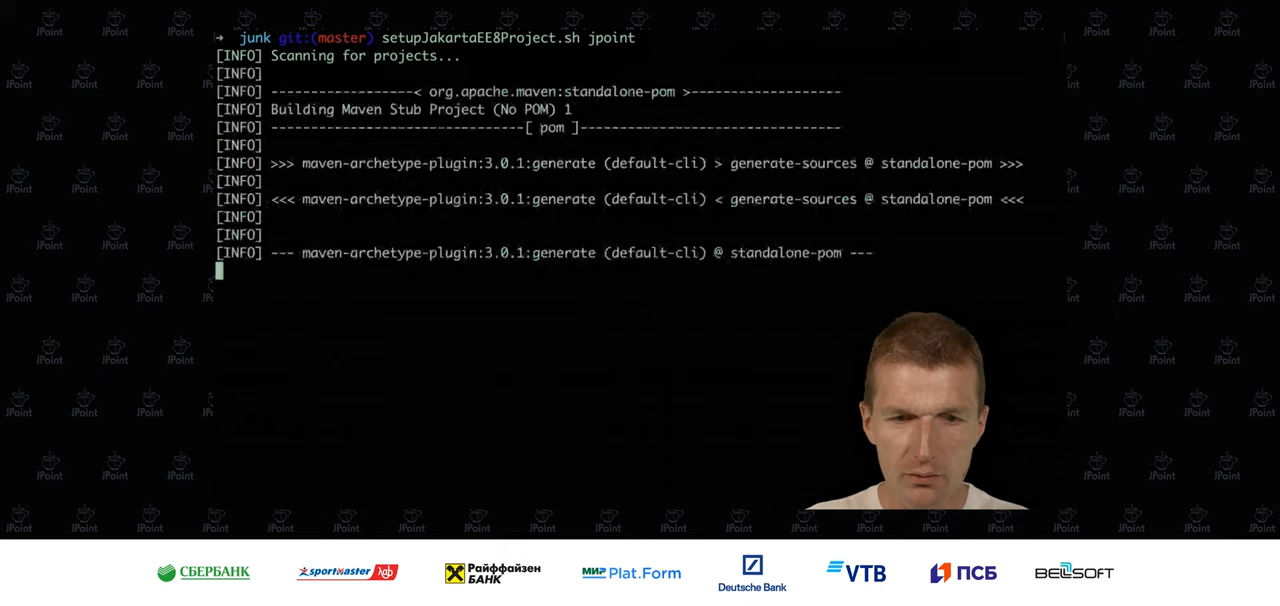 → junk git:(master) setupJakartaEE8Project.sh jpoint
[INFO] Scanning for projects...
[INFO]
[INFO] ------------------< org.apache.maven:standalone-pom >-------------------
[INFO] Building Maven Stub Project (No POM) 1
[INFO] --------------------------------[ pom ]---------------------------------
[INFO]
[INFO] >>> maven-archetype-plugin:3.0.1:generate (default-cli) > generate-sources @ standalone-pom >>>
[INFO]
[INFO] <<< maven-archetype-plugin:3.0.1:generate (default-cli) < generate-sources @ standalone-pom <<<
[INFO]
[INFO]
[INFO] --- maven-archetype-plugin:3.0.1:generate (default-cli) @ standalone-pom ---
JPoint
СБЕРБАНК
sportmaster лаб
Райффайзен
БАНК
МИР Plat.Form
Deutsche Bank
VTB
ПСБ
BELLSOFT